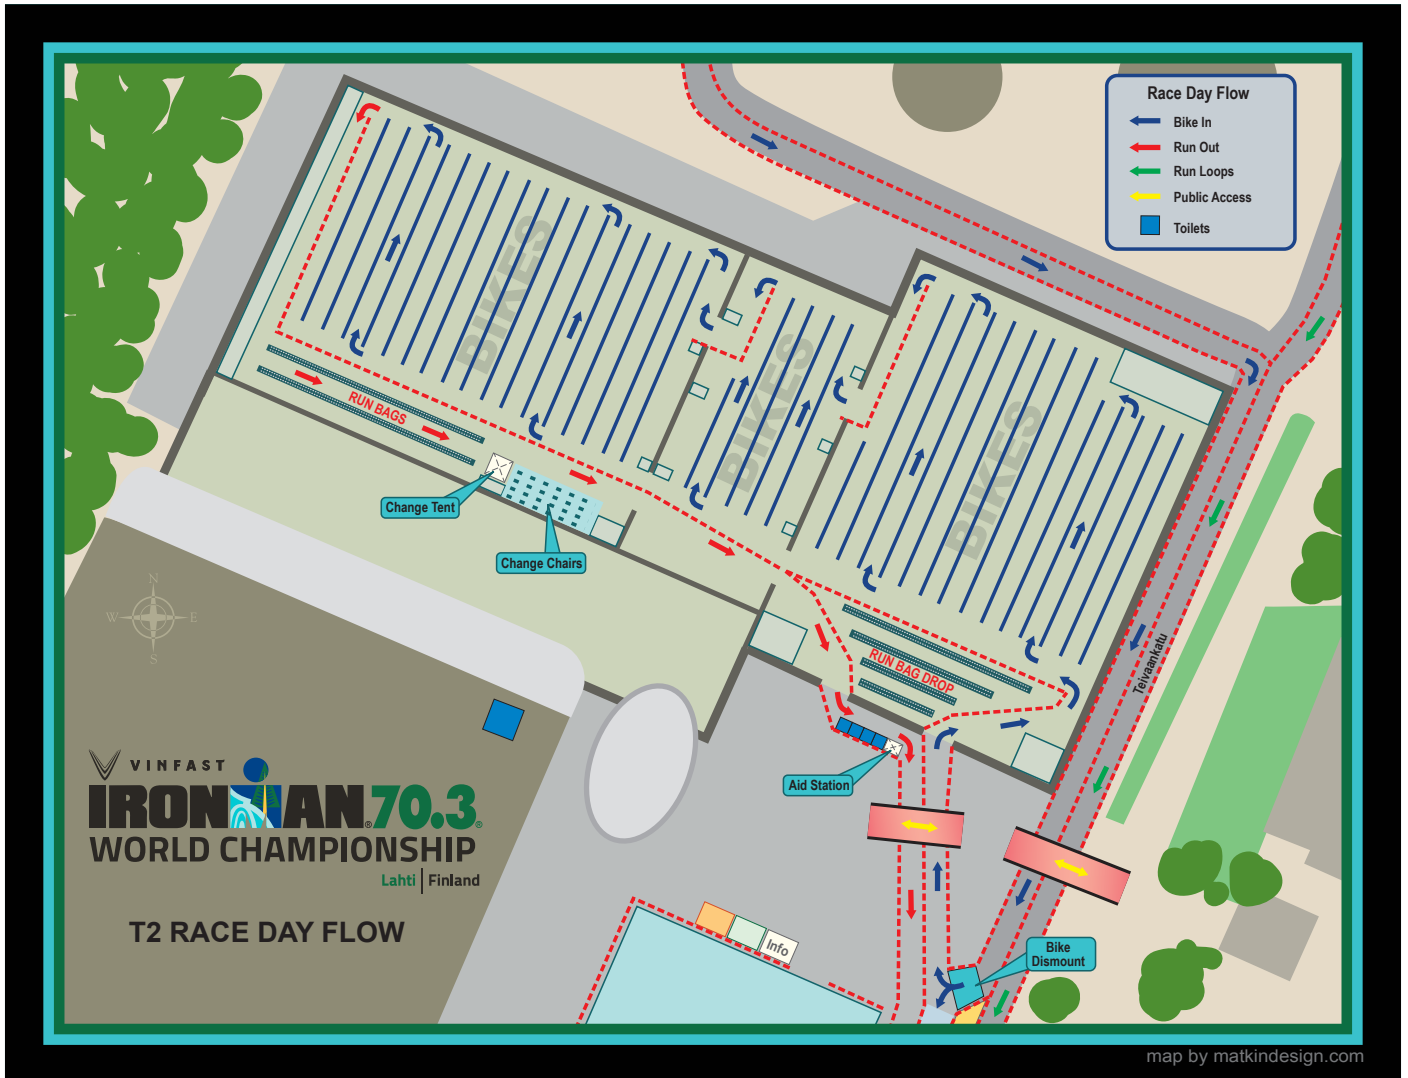 Race Day Flow
Bike In
Run Out
Run Loops
Public Access
Toilets
BIKES
BIKES
BIKES
RUN BAGS
Change Tent
Change Chairs
RUN BAG DROP
Teivaankatu
Aid Station
N
W
E
S
VINFAST
IRONMAN 70.3
WORLD CHAMPIONSHIP
Lahti | Finland
T2 RACE DAY FLOW
Info
Bike
Dismount
map by matkindesign.com